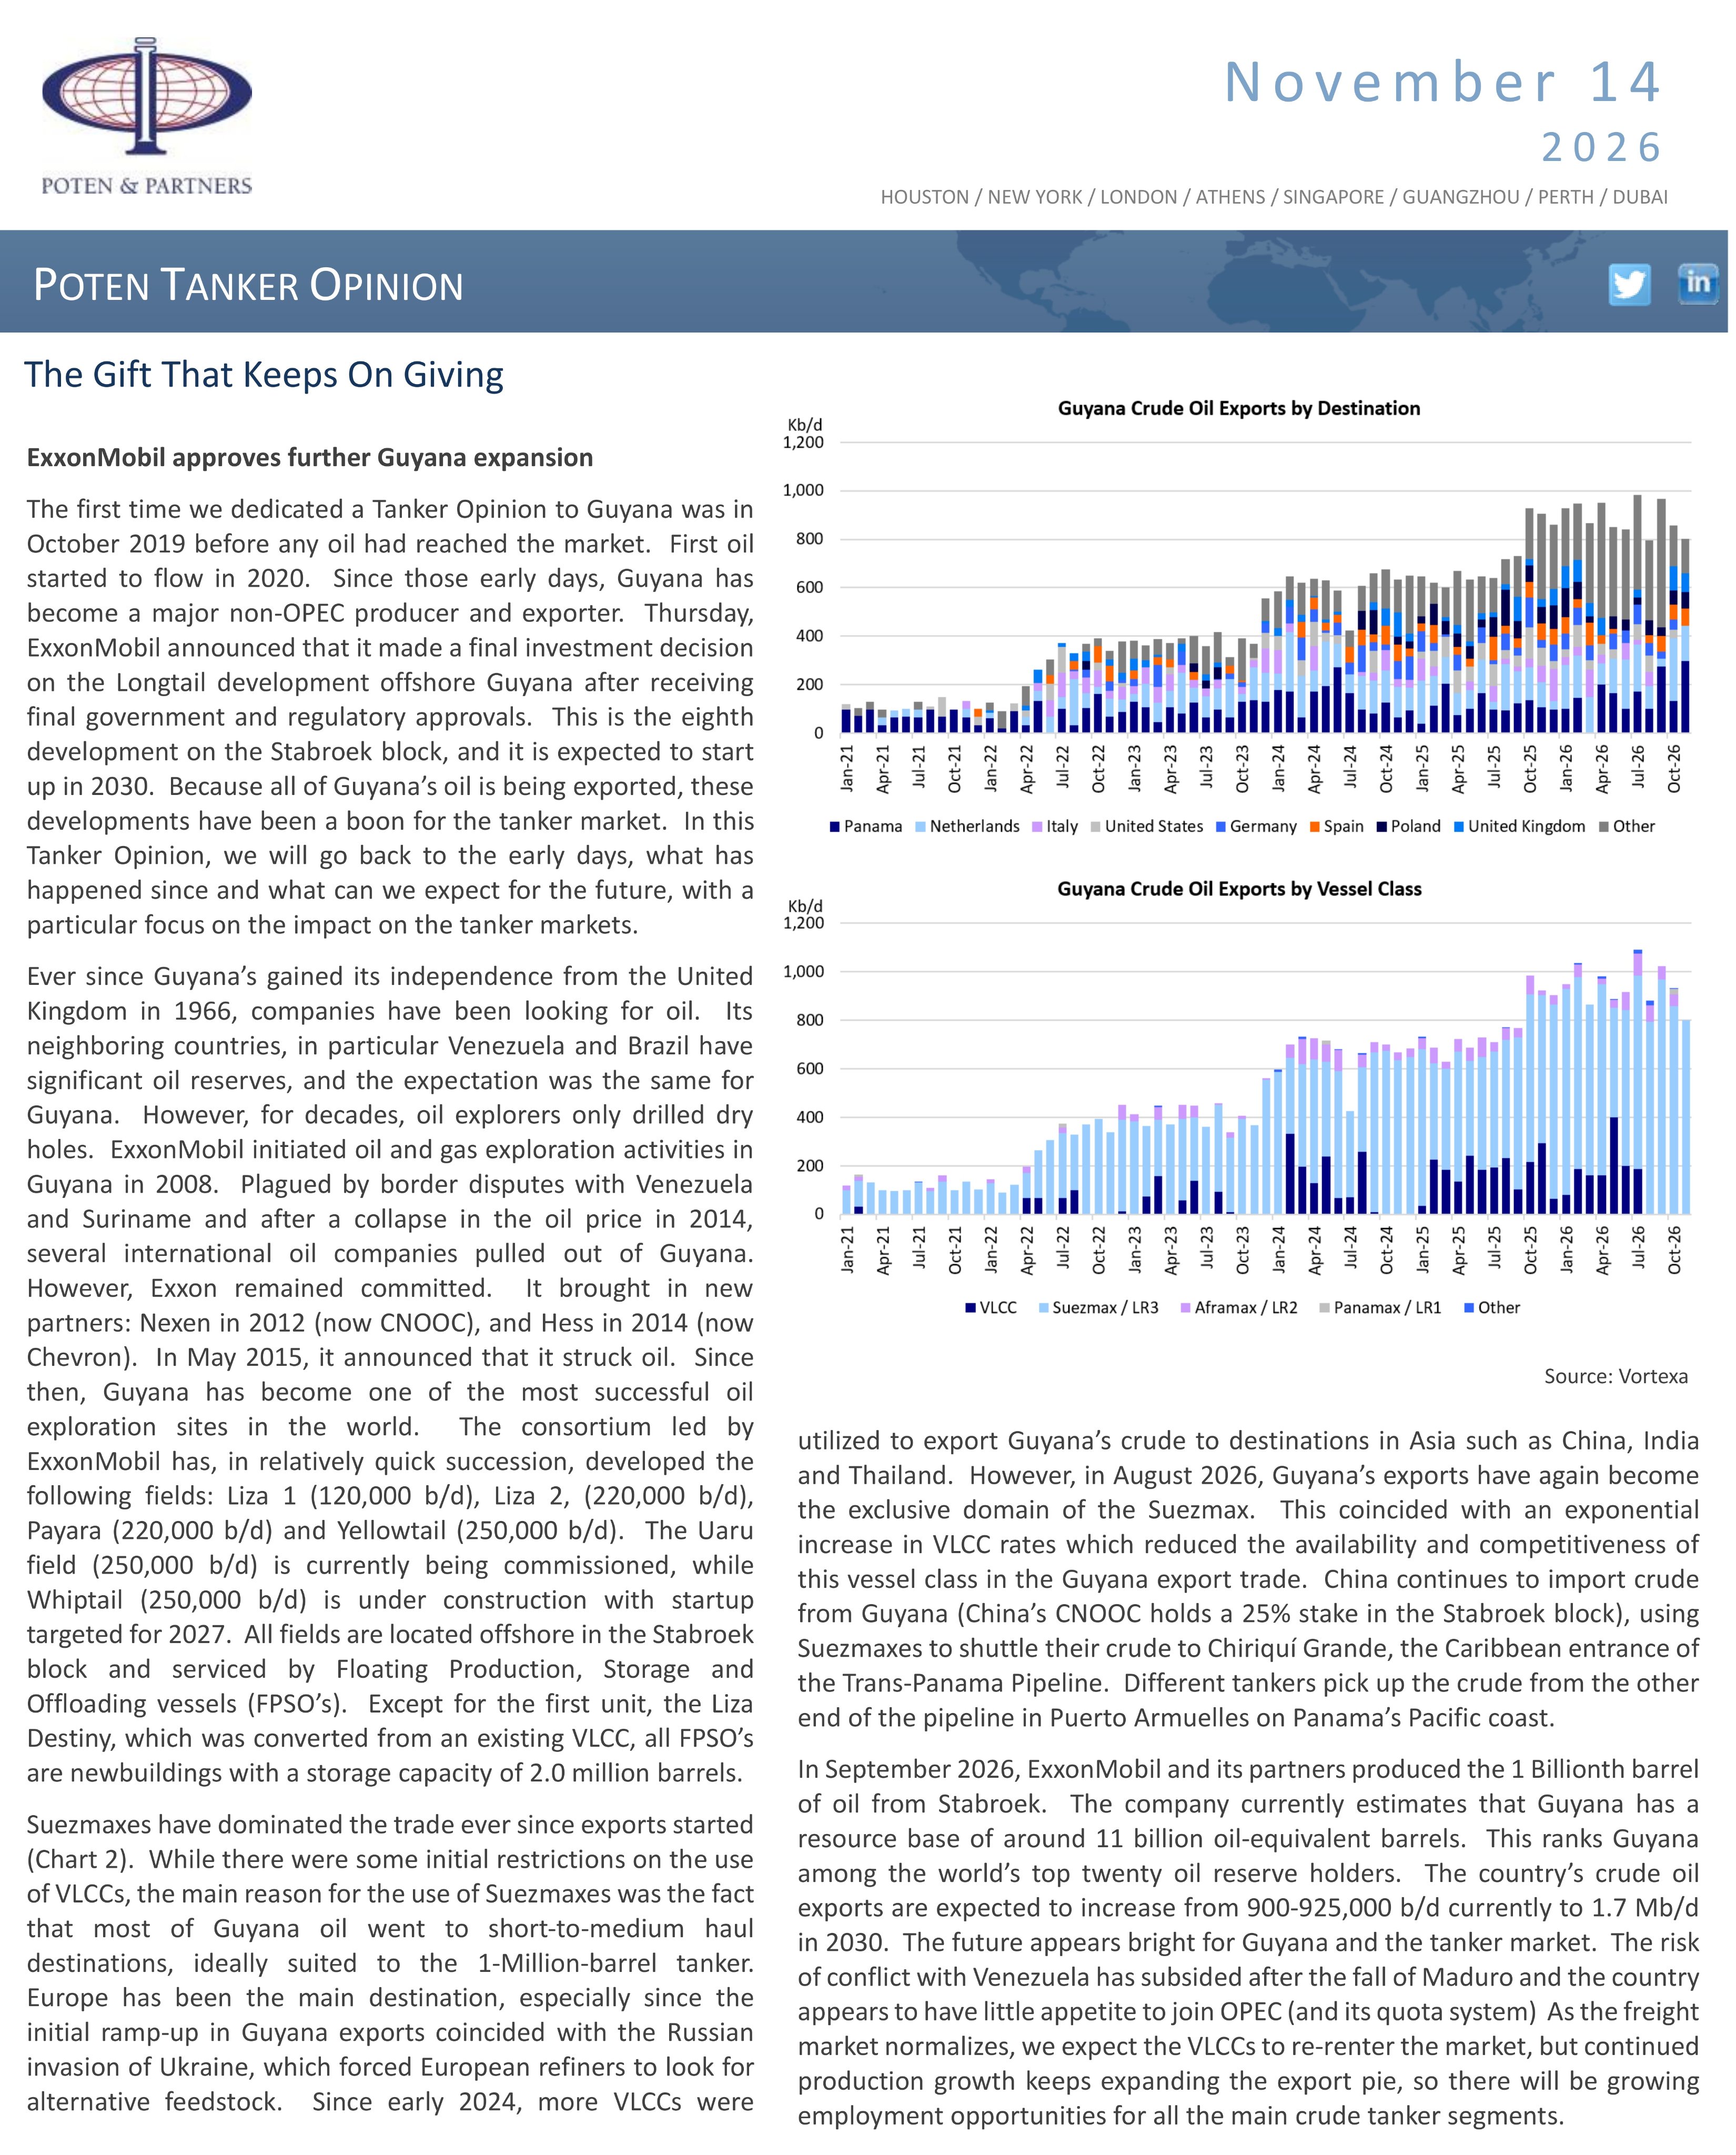 POTEN & PARTNERS
November 14
2026
HOUSTON / NEW YORK / LONDON / ATHENS / SINGAPORE / GUANGZHOU / PERTH / DUBAI
POTEN TANKER OPINION
in
The Gift That Keeps On Giving
ExxonMobil approves further Guyana expansion
The first time we dedicated a Tanker Opinion to Guyana was in
October 2019 before any oil had reached the market. First oil
started to flow in 2020. Since those early days, Guyana has
become a major non-OPEC producer and exporter. Thursday,
ExxonMobil announced that it made a final investment decision
on the Longtail development offshore Guyana after receiving
final government and regulatory approvals. This is the eighth
development on the Stabroek block, and it is expected to start
up in 2030. Because all of Guyana’s oil is being exported, these
developments have been a boon for the tanker market. In this
Tanker Opinion, we will go back to the early days, what has
happened since and what can we expect for the future, with a
particular focus on the impact on the tanker markets.
Ever since Guyana’s gained its independence from the United
Kingdom in 1966, companies have been looking for oil. Its
neighboring countries, in particular Venezuela and Brazil have
significant oil reserves, and the expectation was the same for
Guyana. However, for decades, oil explorers only drilled dry
holes. ExxonMobil initiated oil and gas exploration activities in
Guyana in 2008. Plagued by border disputes with Venezuela
and Suriname and after a collapse in the oil price in 2014,
several international oil companies pulled out of Guyana.
However, Exxon remained committed. It brought in new
partners: Nexen in 2012 (now CNOOC), and Hess in 2014 (now
Chevron). In May 2015, it announced that it struck oil. Since
then, Guyana has become one of the most successful oil
exploration sites in the world. The consortium led by
ExxonMobil has, in relatively quick succession, developed the
following fields: Liza 1 (120,000 b/d), Liza 2, (220,000 b/d),
Payara (220,000 b/d) and Yellowtail (250,000 b/d). The Uaru
field (250,000 b/d) is currently being commissioned, while
Whiptail (250,000 b/d) is under construction with startup
targeted for 2027. All fields are located offshore in the Stabroek
block and serviced by Floating Production, Storage and
Offloading vessels (FPSO’s). Except for the first unit, the Liza
Destiny, which was converted from an existing VLCC, all FPSO’s
are newbuildings with a storage capacity of 2.0 million barrels.
Suezmaxes have dominated the trade ever since exports started
(Chart 2). While there were some initial restrictions on the use
of VLCCs, the main reason for the use of Suezmaxes was the fact
that most of Guyana oil went to short-to-medium haul
destinations, ideally suited to the 1-Million-barrel tanker.
Europe has been the main destination, especially since the
initial ramp-up in Guyana exports coincided with the Russian
invasion of Ukraine, which forced European refiners to look for
alternative feedstock. Since early 2024, more VLCCs were
Guyana Crude Oil Exports by Destination
Kb/d
1,200
1,000
800
600
400
200
0
Jan-21
Apr-21
Jul-21
Oct-21
Jan-22
Apr-22
Jul-22
Oct-22
Jan-23
Apr-23
Jul-23
Oct-23
Jan-24
Apr-24
Jul-24
Oct-24
Jan-25
Apr-25
Jul-25
Oct-25
Jan-26
Apr-26
Jul-26
Oct-26
Panama Netherlands Italy United States Germany Spain Poland United Kingdom Other
Guyana Crude Oil Exports by Vessel Class
Kb/d
1,200
1,000
800
600
400
200
0
Jan-21
Apr-21
Jul-21
Oct-21
Jan-22
Apr-22
Jul-22
Oct-22
Jan-23
Apr-23
Jul-23
Oct-23
Jan-24
Apr-24
Jul-24
Oct-24
Jan-25
Apr-25
Jul-25
Oct-25
Jan-26
Apr-26
Jul-26
Oct-26
VLCC Suezmax / LR3 Aframax / LR2 Panamax / LR1 Other
Source: Vortexa
utilized to export Guyana’s crude to destinations in Asia such as China, India
and Thailand. However, in August 2026, Guyana’s exports have again become
the exclusive domain of the Suezmax. This coincided with an exponential
increase in VLCC rates which reduced the availability and competitiveness of
this vessel class in the Guyana export trade. China continues to import crude
from Guyana (China’s CNOOC holds a 25% stake in the Stabroek block), using
Suezmaxes to shuttle their crude to Chiriquí Grande, the Caribbean entrance of
the Trans-Panama Pipeline. Different tankers pick up the crude from the other
end of the pipeline in Puerto Armuelles on Panama’s Pacific coast.
In September 2026, ExxonMobil and its partners produced the 1 Billionth barrel
of oil from Stabroek. The company currently estimates that Guyana has a
resource base of around 11 billion oil-equivalent barrels. This ranks Guyana
among the world’s top twenty oil reserve holders. The country’s crude oil
exports are expected to increase from 900-925,000 b/d currently to 1.7 Mb/d
in 2030. The future appears bright for Guyana and the tanker market. The risk
of conflict with Venezuela has subsided after the fall of Maduro and the country
appears to have little appetite to join OPEC (and its quota system) As the freight
market normalizes, we expect the VLCCs to re-renter the market, but continued
production growth keeps expanding the export pie, so there will be growing
employment opportunities for all the main crude tanker segments.